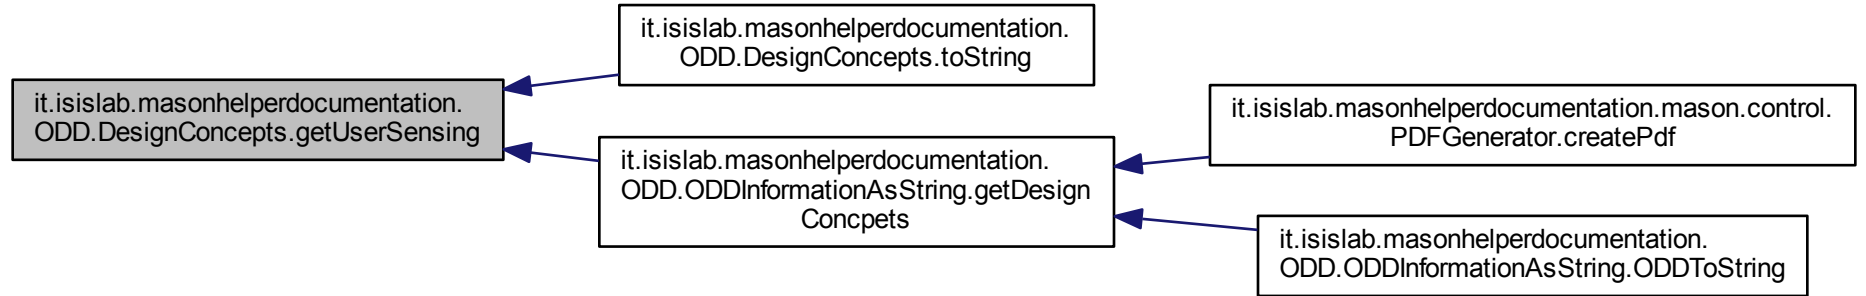 it.isislab.masonhelperdocumentation.
ODD.DesignConcepts.toString
it.isislab.masonhelperdocumentation.
ODD.DesignConcepts.getUserSensing
it.isislab.masonhelperdocumentation.mason.control.
PDFGenerator.createPdf
it.isislab.masonhelperdocumentation.
ODD.ODDInformationAsString.getDesign
Concpets
it.isislab.masonhelperdocumentation.
ODD.ODDInformationAsString.ODDToString